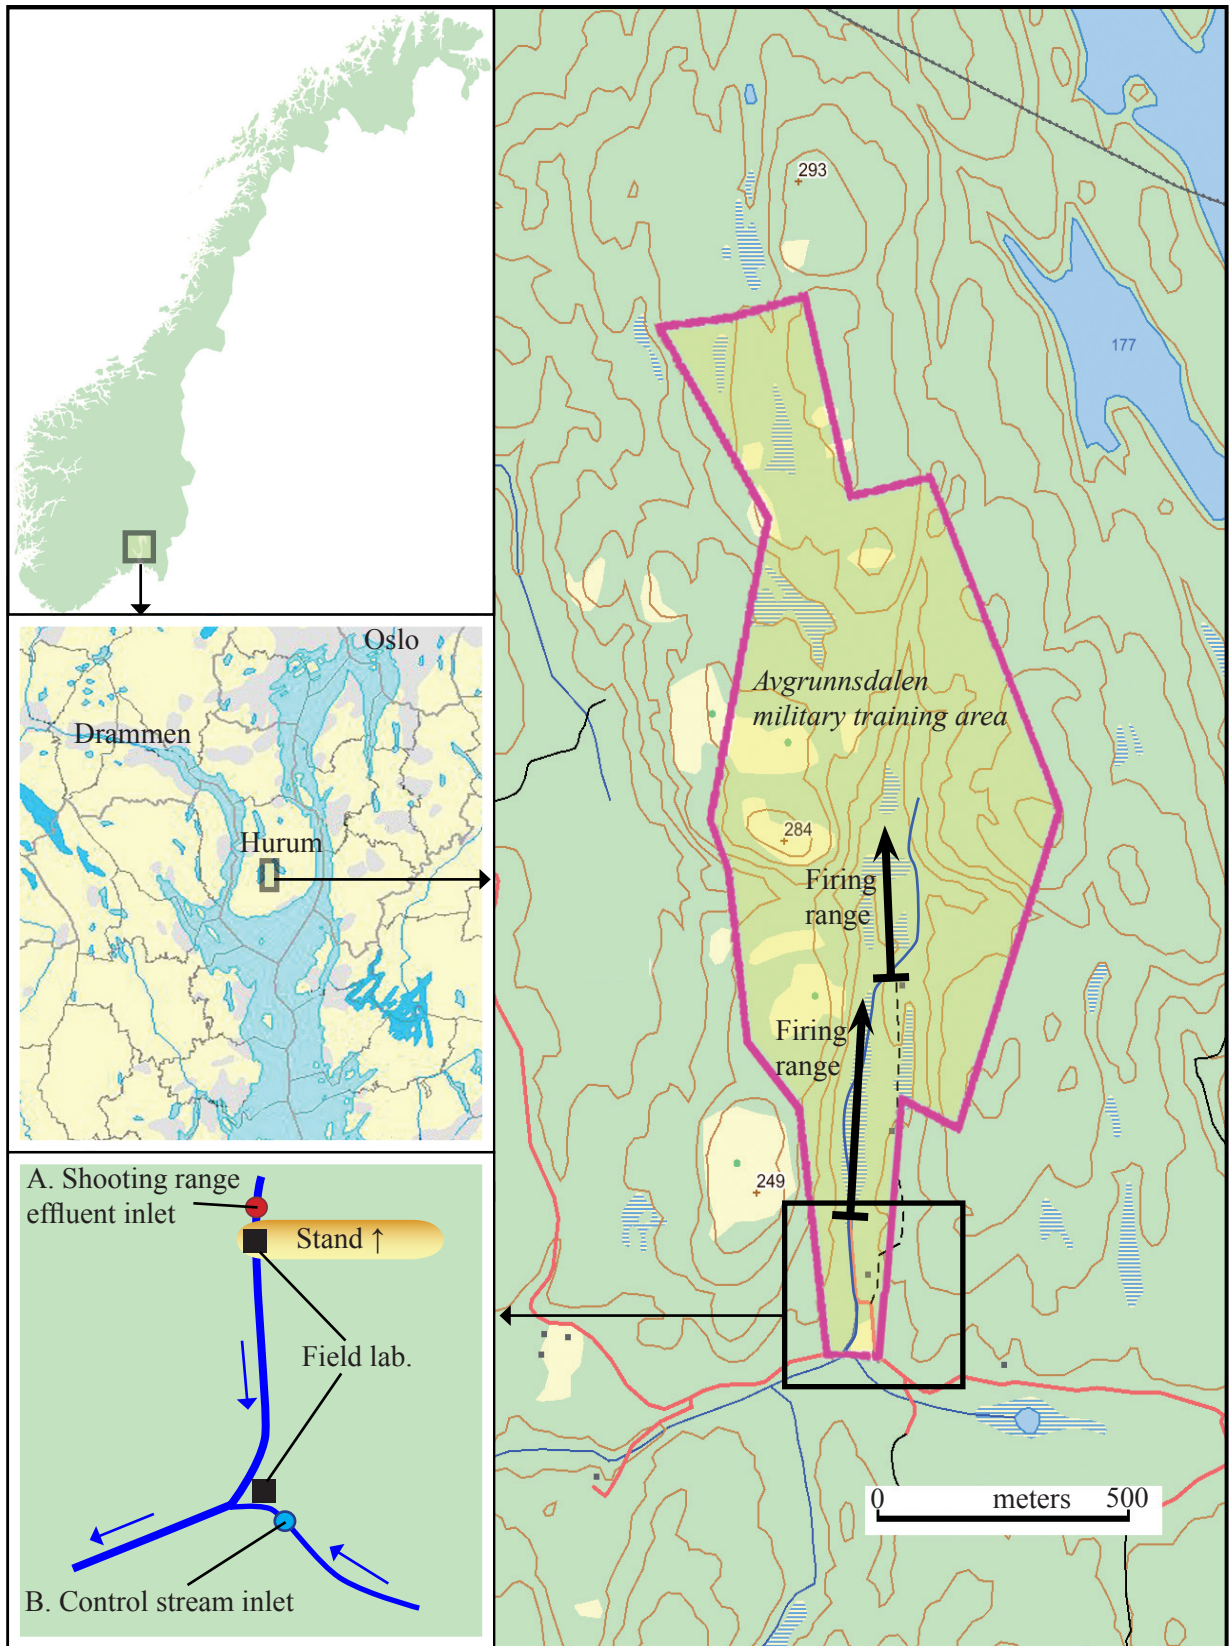 Oslo
Drammen
Hurum
A. Shooting range
effluent inlet
Stand ↑
Field lab.
B. Control stream inlet
293
177
Avgrunnsdalen
military training area
284
Firing
range
Firing
range
249
0 meters 500